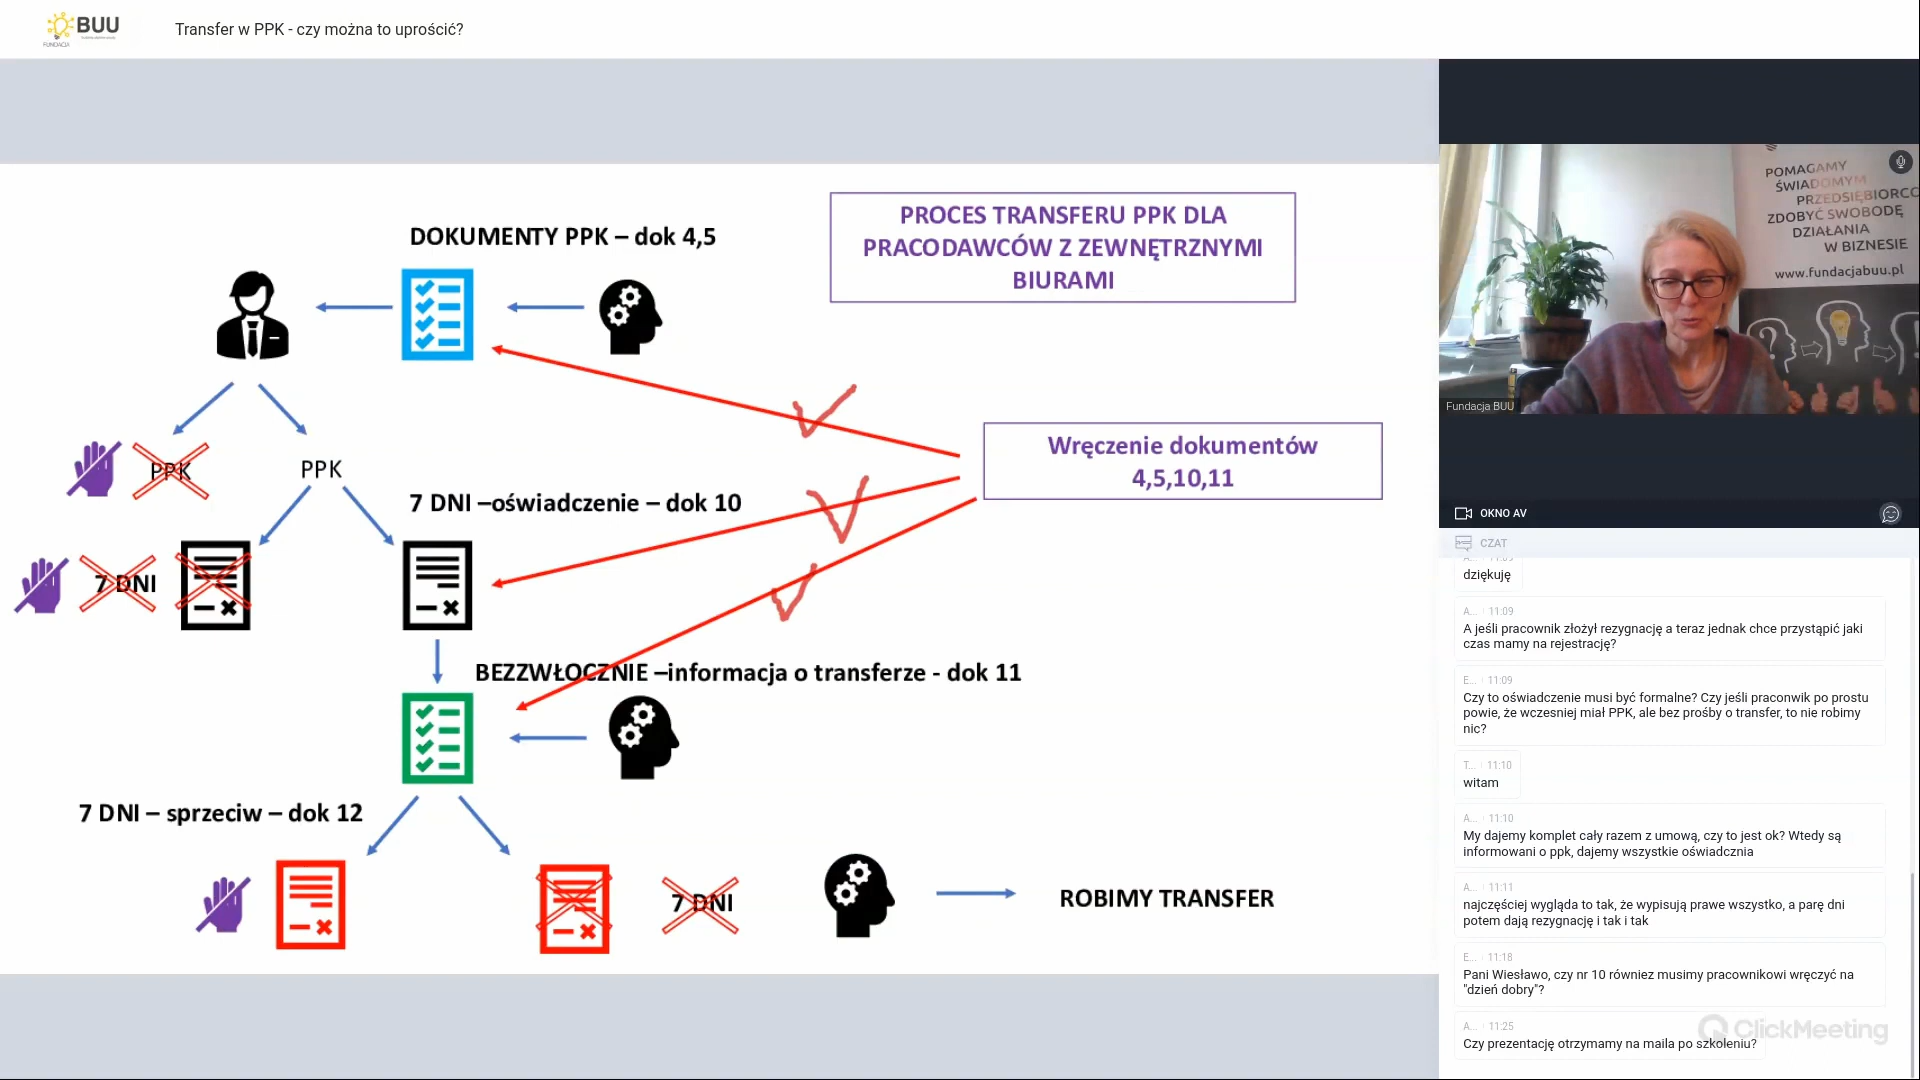 BUU
FUNDACJA
Transfer w PPK - czy można to uprościć?
DOKUMENTY PPK – dok 4,5
PROCES TRANSFERU PPK DLA
PRACODAWCÓW Z ZEWNĘTRZNYMI
BIURAMI
Wręczenie dokumentów
4,5,10,11
PPK
PPK
7 DNI –oświadczenie – dok 10
7 DNI
BEZZWŁOCZNIE –informacja o transferze - dok 11
7 DNI – sprzeciw – dok 12
7 DNI
ROBIMY TRANSFER
POMAGAMY
ŚWIADOMYM
PRZEDSIĘBIORCO
ZDOBYĆ SWOBODĘ
DZIAŁANIA
W BIZNESIE
www.fundacjabuu.pl
Fundacja BUU
OKNO AV
CZAT
A... 11:09
dziękuję
A... 11:09
A jeśli pracownik złożył rezygnację a teraz jednak chce przystąpić jaki
czas mamy na rejestrację?
E... 11:09
Czy to oświadczenie musi być formalne? Czy jeśli praconwik po prostu
powie, że wczesniej miał PPK, ale bez prośby o transfer, to nie robimy
nic?
T... 11:10
witam
A... 11:10
My dajemy komplet cały razem z umową, czy to jest ok? Wtedy są
informowani o ppk, dajemy wszystkie oświadcznia
A... 11:11
najczęściej wygląda to tak, że wypisują prawe wszystko, a parę dni
potem dają rezygnację i tak i tak
E... 11:18
Pani Wiesławo, czy nr 10 równiez musimy pracownikowi wręczyć na
"dzień dobry"?
A... 11:25
Czy prezentację otrzymamy na maila po szkoleniu?
ClickMeeting